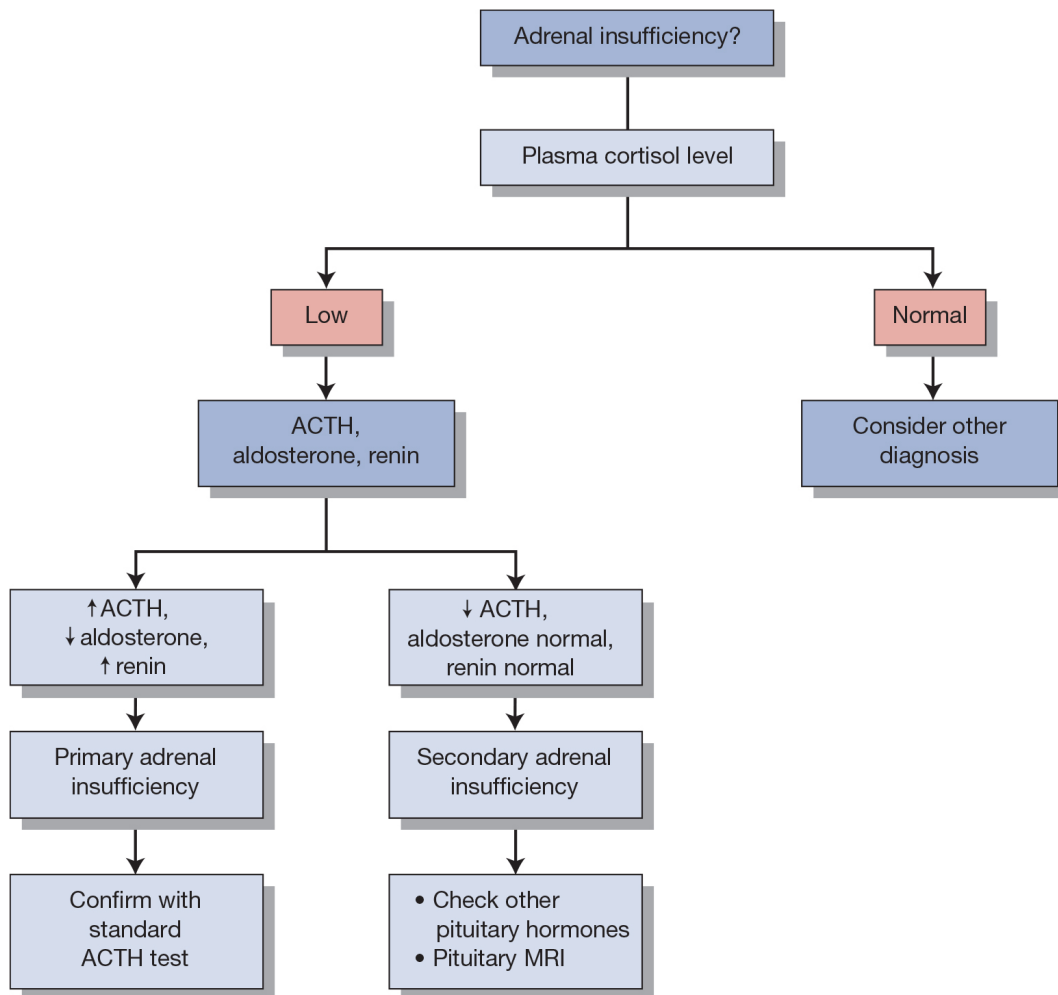 Adrenal insufficiency?
Plasma cortisol level
Low
Normal
ACTH,
aldosterone, renin
Consider other
diagnosis
↑ ACTH,
↓ aldosterone,
↑ renin
↓ ACTH,
aldosterone normal,
renin normal
Primary adrenal
insufficiency
Secondary adrenal
insufficiency
Confirm with
standard
ACTH test
• Check other
pituitary hormones
• Pituitary MRI